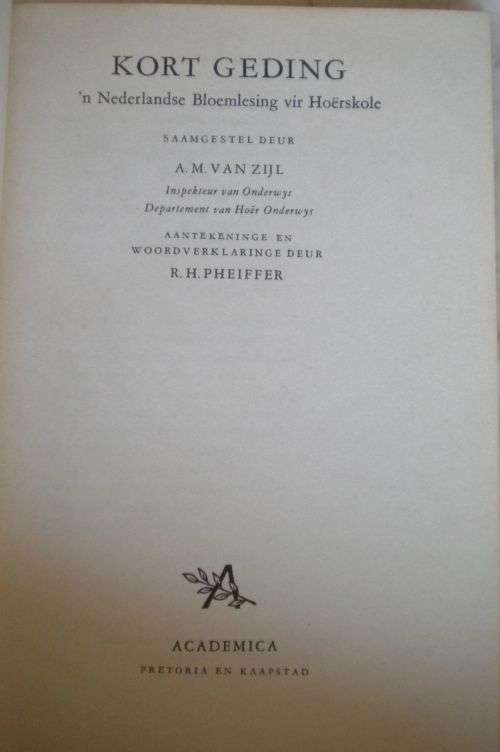 KORT GEDING
'n Nederlandse Bloemlesing vir Hoërskole
SAAMGESTEL DEUR
A. M. VAN ZIJL
Inspekteur van Onderwys
Departement van Hoër Onderwys
AANTEKENINGE EN
WOORDVERKLARINGE DEUR
R. H. PHEIFFER
A
ACADEMICA
PRETORIA EN KAAPSTAD